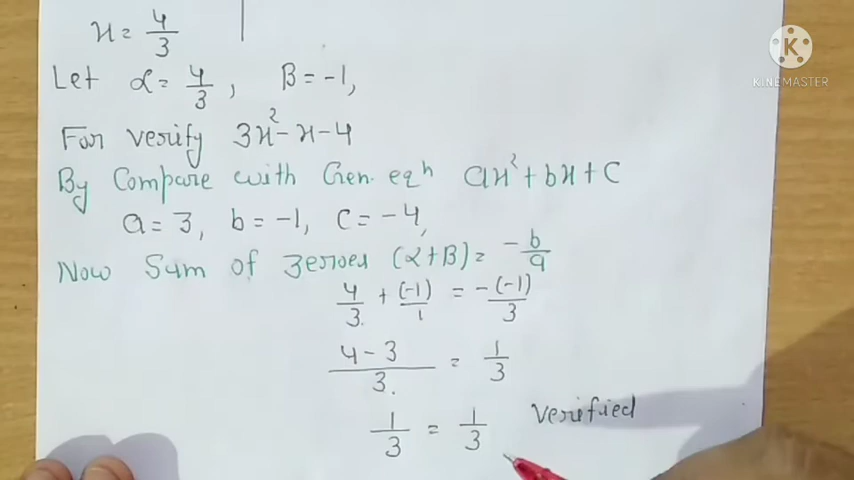 x = 4/3
Let α = 4/3, β = -1,
For verify 3x² - x - 4
By Compare with Gen. eqⁿ ax² + bx + c
a = 3, b = -1, c = -4,
Now Sum of zeroes (α+β) = -b/a
4/3 + (-1)/1 = -(-1)/3
4-3/3 = 1/3
1/3 = 1/3 verified
K
KINEMASTER